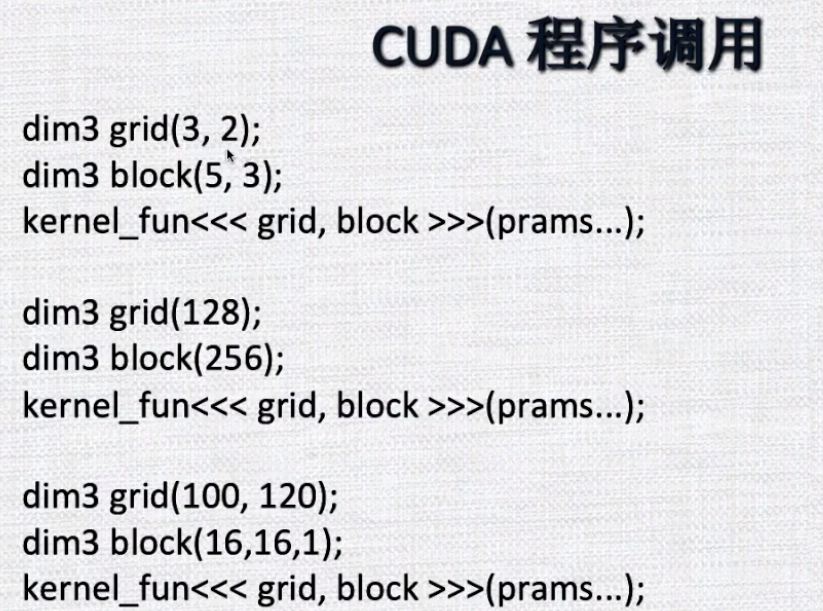 CUDA 程序调用
dim3 grid(3, 2);
dim3 block(5, 3);
kernel_fun<<< grid, block >>>(prams...);
dim3 grid(128);
dim3 block(256);
kernel_fun<<< grid, block >>>(prams...);
dim3 grid(100, 120);
dim3 block(16,16,1);
kernel_fun<<< grid, block >>>(prams...);